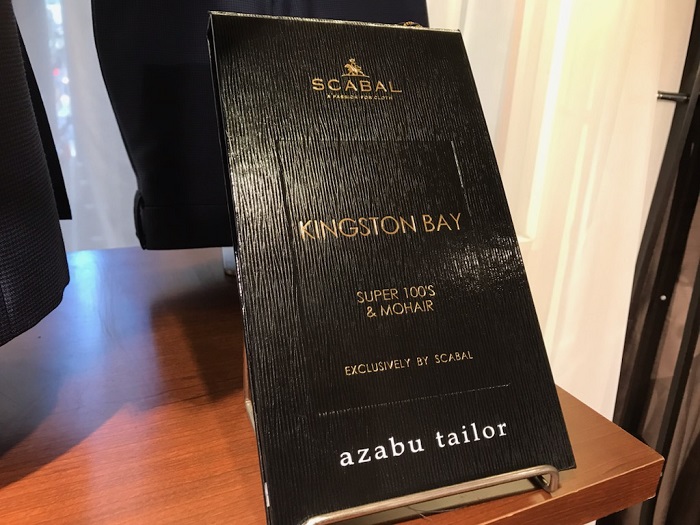 SCABAL
A PASSION FOR CLOTH
KINGSTON BAY
SUPER 100'S
& MOHAIR
EXCLUSIVELY BY SCABAL
azabu tailor